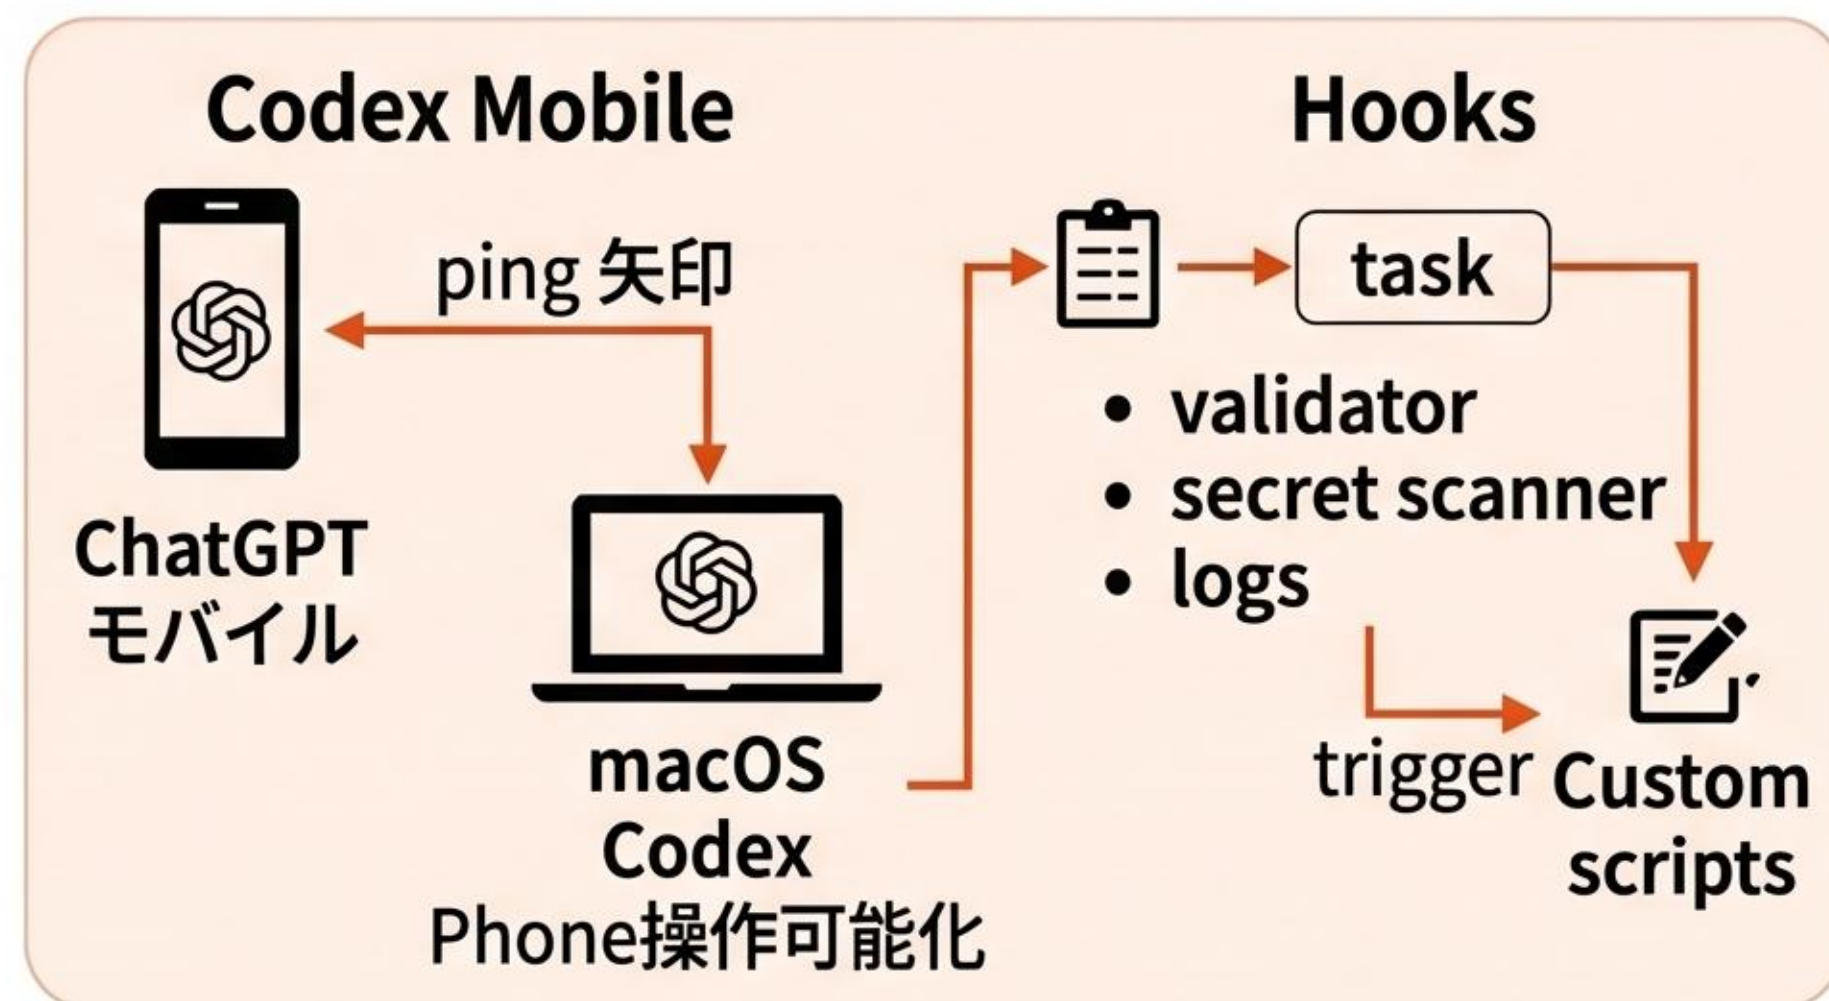 Codex Mobile
ping 矢印
ChatGPT
モバイル
macOS
Codex
Phone操作可能化
Hooks
task
• validator
• secret scanner
• logs
trigger
Custom
scripts